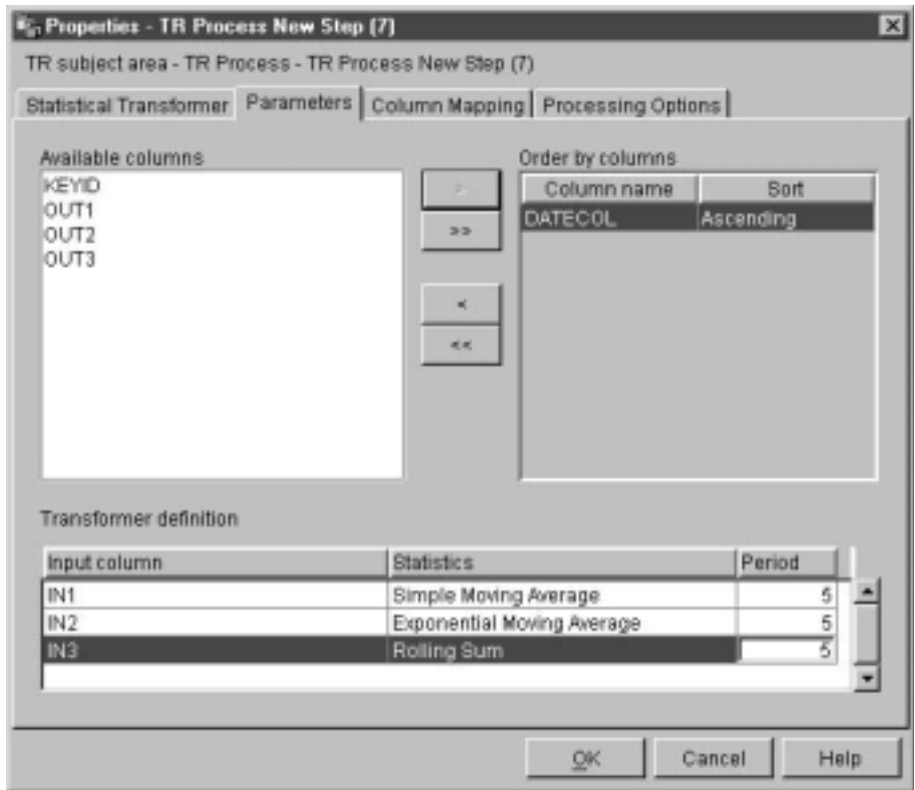 Properties - TR Process New Step (7)
TR subject area - TR Process - TR Process New Step (7)
Statistical Transformer Parameters Column Mapping Processing Options
Available columns
KEYID
OUT1
OUT2
OUT3
>
>>
<
<<
Order by columns
Column name Sort
DATECOL Ascending
Transformer definition
Input column Statistics Period
IN1 Simple Moving Average 5
IN2 Exponential Moving Average 5
IN3 Rolling Sum 5
OK Cancel Help